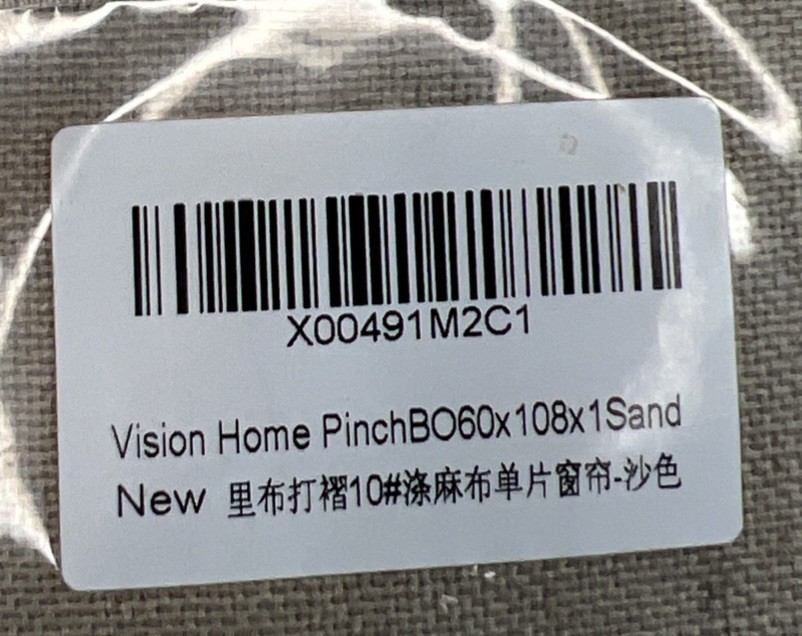 X00491M2C1
Vision Home PinchBO60x108x1Sand
New 里布打褶10#涤麻布单片窗帘-沙色